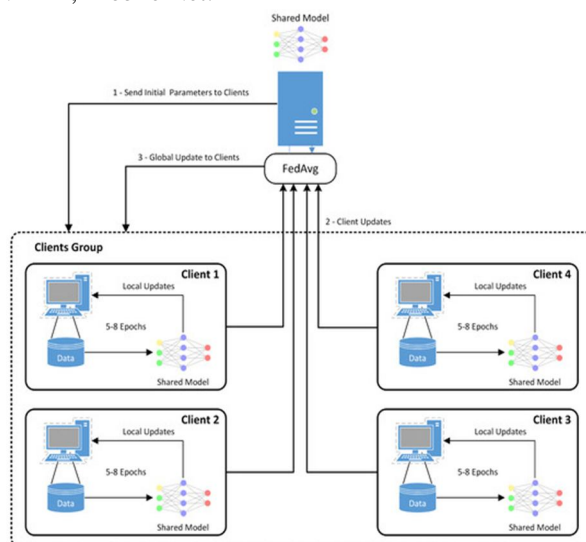 Shared Model
1 - Send Initial Parameters to Clients
3 - Global Update to Clients
FedAvg
2 - Client Updates
Clients Group
Client 1
Local Updates
5-8 Epochs
Data
Shared Model
Client 4
Local Updates
5-8 Epochs
Data
Shared Model
Client 2
Local Updates
5-8 Epochs
Data
Shared Model
Client 3
Local Updates
5-8 Epochs
Data
Shared Model